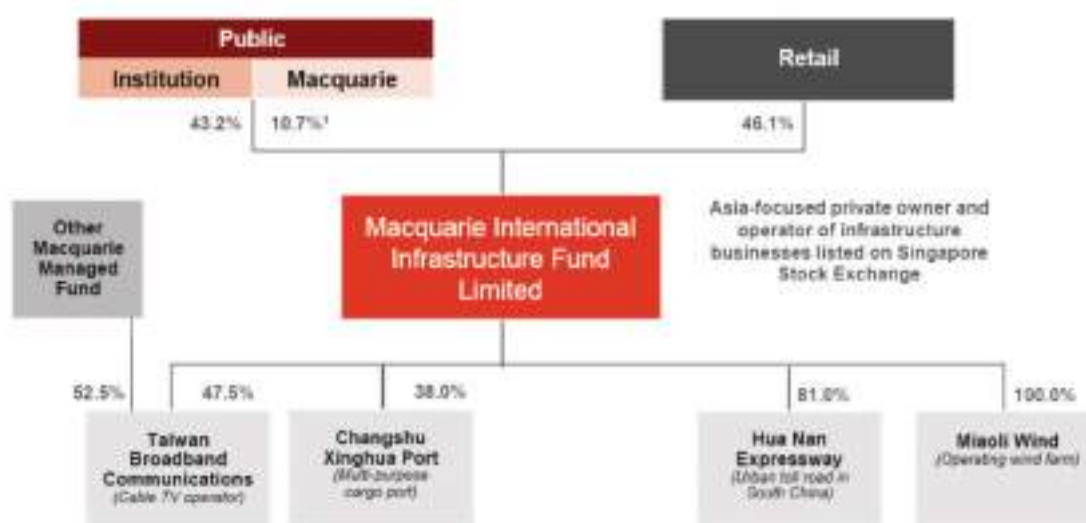 Public
Institution
Macquarie
Retail
43.2%
10.7%¹
46.1%
Other
Macquarie
Managed
Fund
Macquarie International
Infrastructure Fund
Limited
Asia-focused private owner and
operator of infrastructure
businesses listed on Singapore
Stock Exchange
52.5%
47.5%
38.0%
81.0%
100.0%
Taiwan
Broadband
Communications
(Cable TV operator)
Changshu
Xinghua Port
(Multi-purpose
cargo port)
Hua Nan
Expressway
(Urban toll road in
South China)
Miaoli Wind
(Operating wind farm)